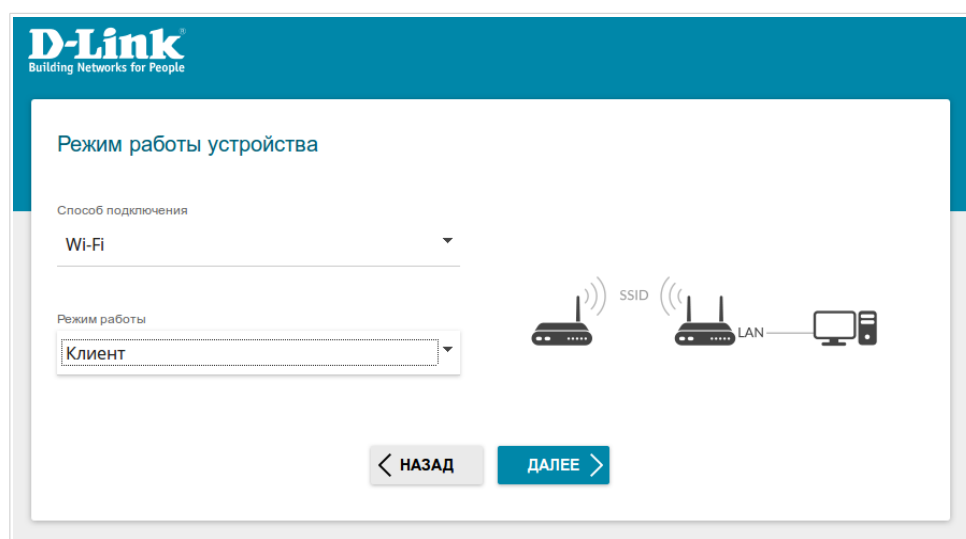 D-Link
Building Networks for People
Режим работы устройства
Способ подключения
Wi-Fi
Режим работы
Клиент
SSID
LAN
НАЗАД
ДАЛЕЕ